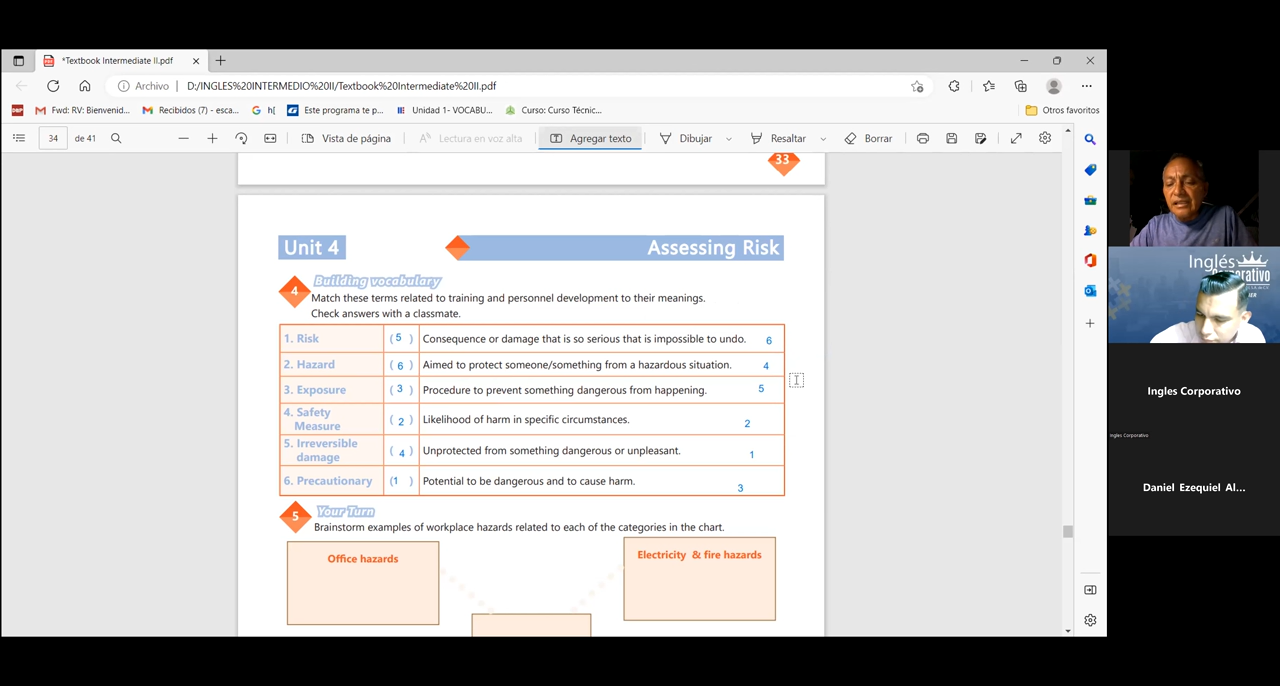 *Textbook Intermediate II.pdf
Archivo
D:/INGLES%20INTERMEDIO%20II/Textbook%20Intermediate%20II.pdf
Fwd: RV: Bienvenid...
Recibidos (7) - esca...
h[
Este programa te p...
Unidad 1 - VOCABU...
Curso: Curso Técnic...
Otros favoritos
34
de 41
Vista de página
Lectura en voz alta
Agregar texto
Dibujar
Resaltar
Borrar
33
Unit 4
Assessing Risk
4
Building vocabulary
Match these terms related to training and personnel development to their meanings.
Check answers with a classmate.
1. Risk ( 5 ) Consequence or damage that is so serious that is impossible to undo. 6
2. Hazard ( 6 ) Aimed to protect someone/something from a hazardous situation. 4
3. Exposure ( 3 ) Procedure to prevent something dangerous from happening. 5
4. Safety
Measure ( 2 ) Likelihood of harm in specific circumstances. 2
5. Irreversible
damage ( 4 ) Unprotected from something dangerous or unpleasant. 1
6. Precautionary (1 ) Potential to be dangerous and to cause harm. 3
5
Your Turn
Brainstorm examples of workplace hazards related to each of the categories in the chart.
Office hazards
Electricity & fire hazards
Inglés
Corporativo
Ingles Corporativo
Ingles Corporativo
Daniel Ezequiel Al...